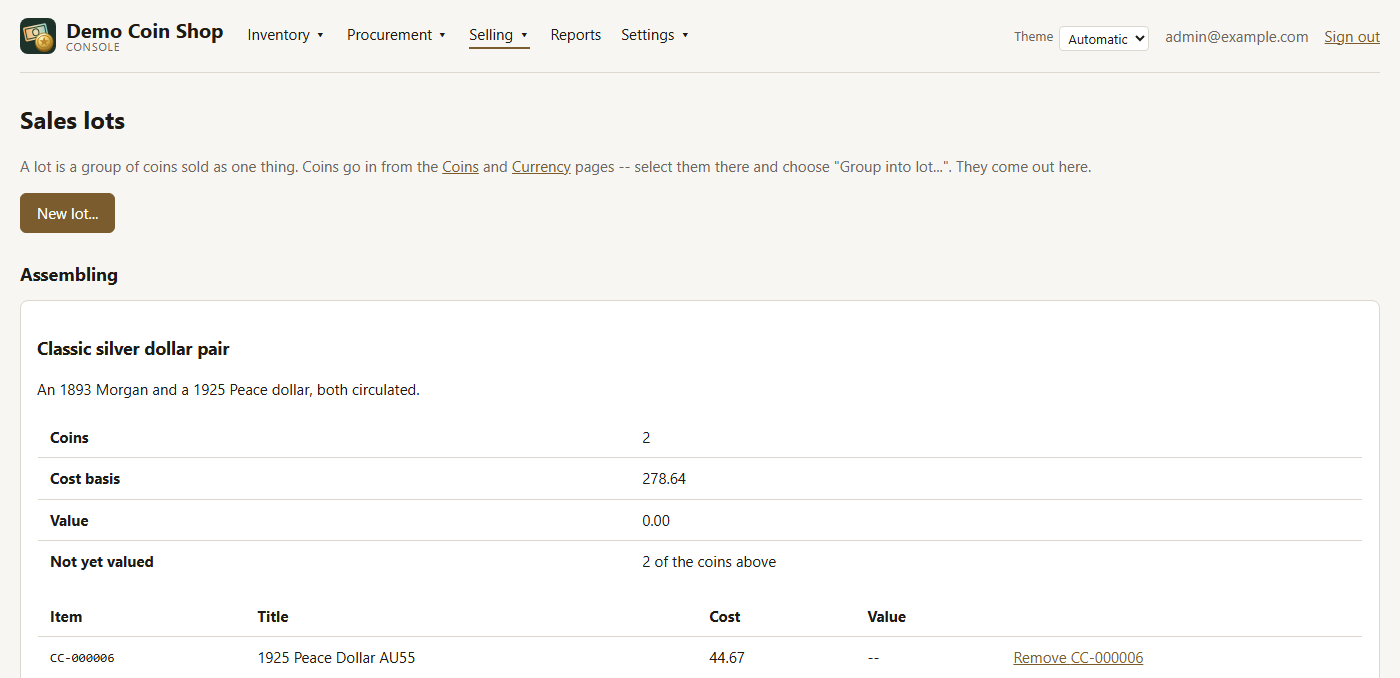 Demo Coin Shop
CONSOLE
Inventory ▼ Procurement ▼ Selling ▼ Reports Settings ▼
Theme Automatic admin@example.com Sign out
Sales lots
A lot is a group of coins sold as one thing. Coins go in from the Coins and Currency pages -- select them there and choose "Group into lot...". They come out here.
New lot...
Assembling
Classic silver dollar pair
An 1893 Morgan and a 1925 Peace dollar, both circulated.
Coins 2
Cost basis 278.64
Value 0.00
Not yet valued 2 of the coins above
Item Title Cost Value
CC-000006 1925 Peace Dollar AU55 44.67 -- Remove CC-000006